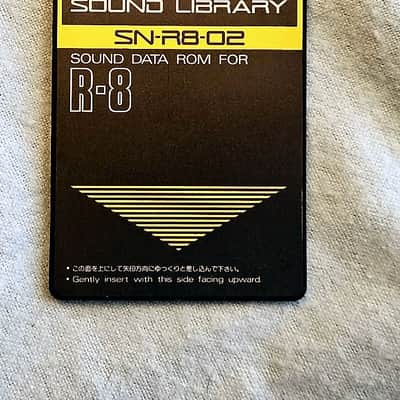 SOUND LIBRARY
SN-R8-02
SOUND DATA ROM FOR
R-8
・この面を上にして矢印方向にゆっくりと差し込んで下さい。
・Gently insert with this side facing upward.